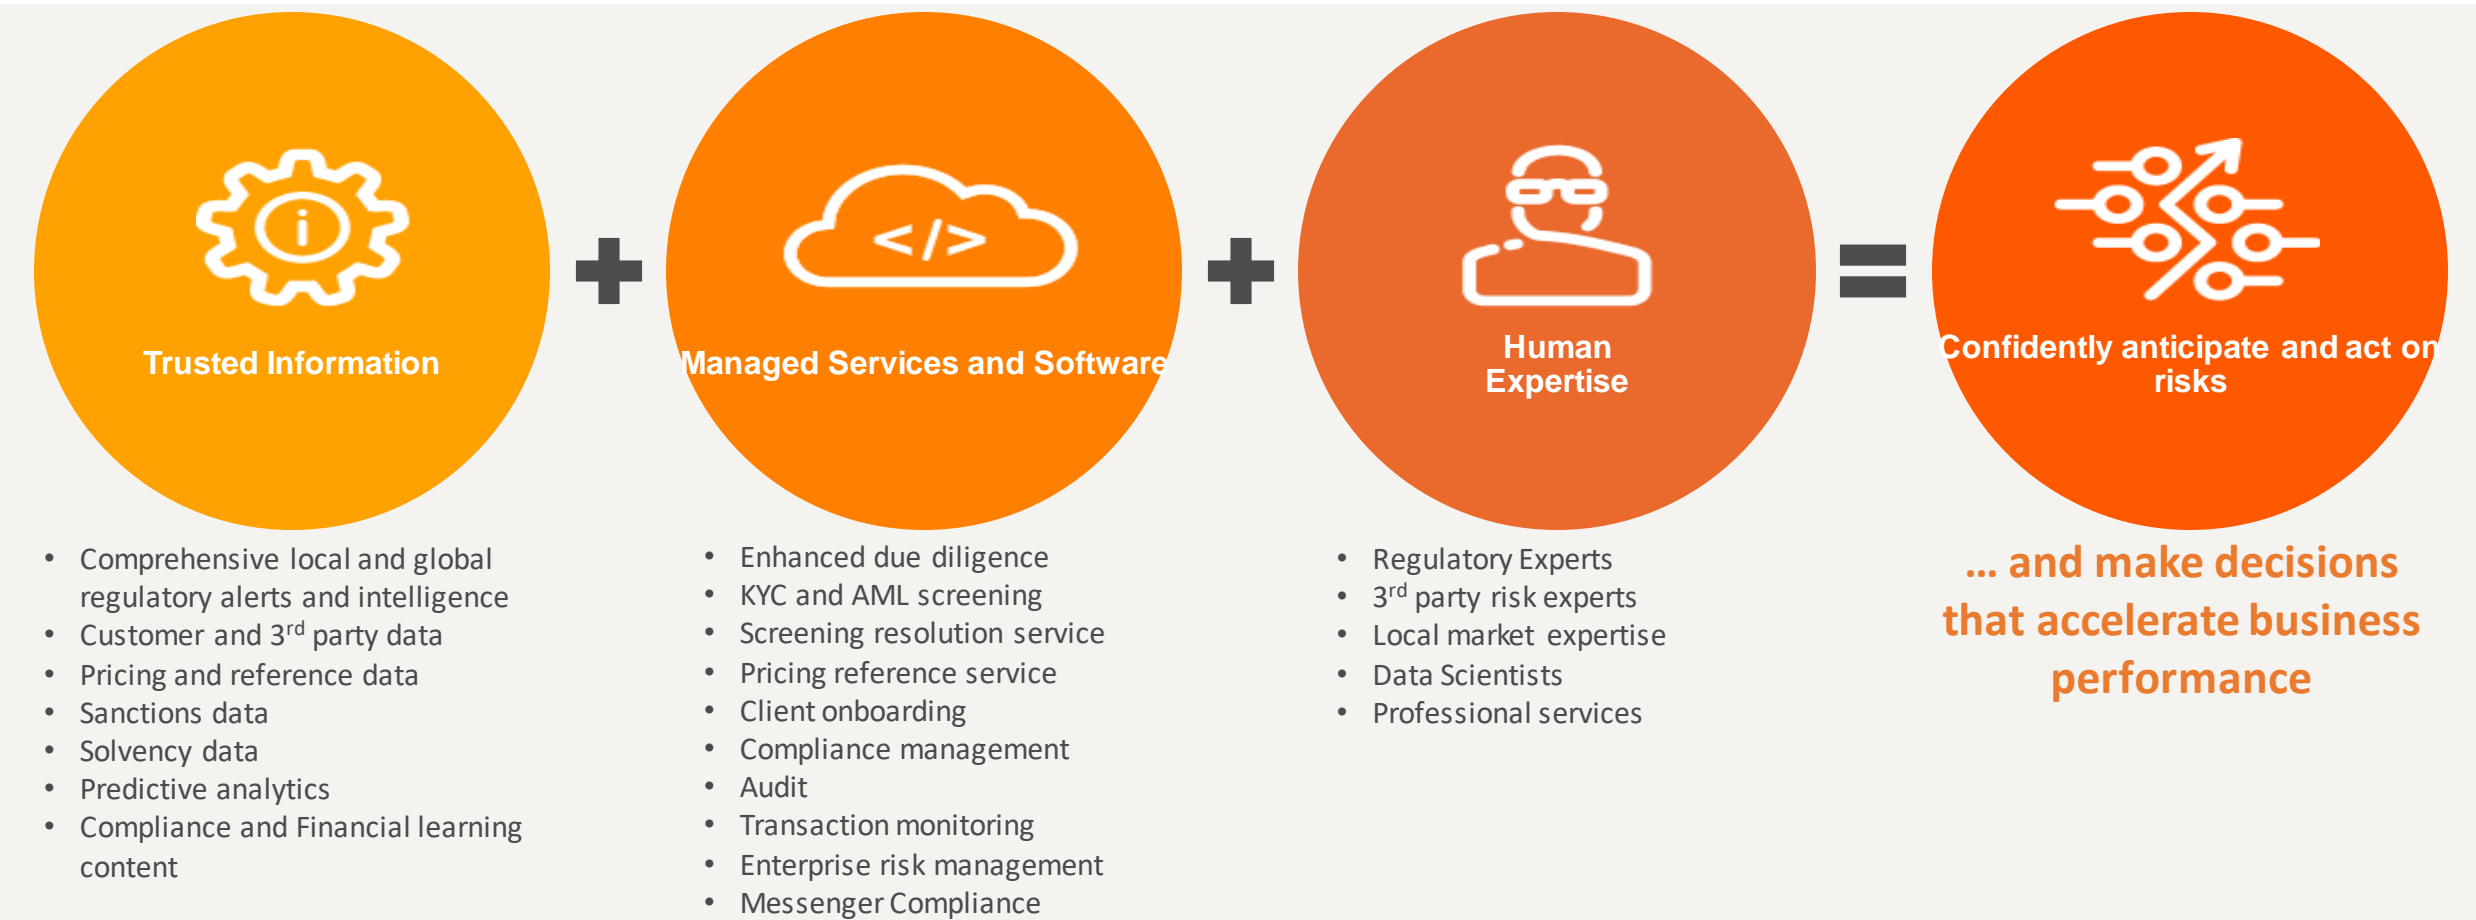 i
</>
Trusted Information
Managed Services and Software
Human
Expertise
Confidently anticipate and act on
risks
• Comprehensive local and global
regulatory alerts and intelligence
• Customer and 3rd party data
• Pricing and reference data
• Sanctions data
• Solvency data
• Predictive analytics
• Compliance and Financial learning
content
• Enhanced due diligence
• KYC and AML screening
• Screening resolution service
• Pricing reference service
• Client onboarding
• Compliance management
• Audit
• Transaction monitoring
• Enterprise risk management
• Messenger Compliance
• Regulatory Experts
• 3rd party risk experts
• Local market expertise
• Data Scientists
• Professional services
... and make decisions
that accelerate business
performance